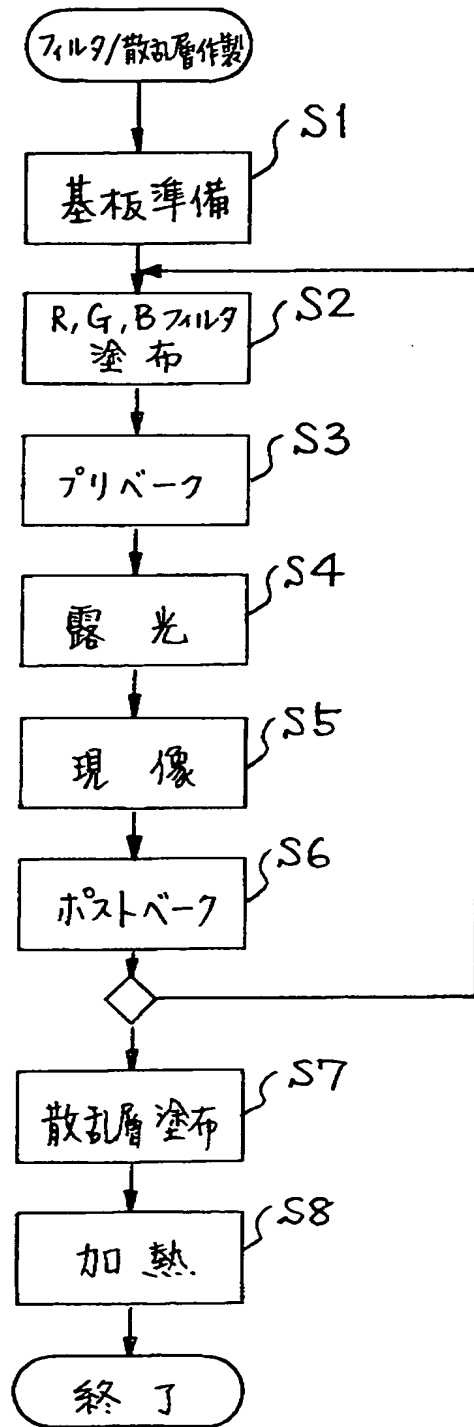 フィルタ/散乱層作製
S1
基板準備
S2
R,G,Bフィルタ
塗布
S3
プリベーク
S4
露光
S5
現像
S6
ポストベーク
S7
散乱層塗布
S8
加熱
終了